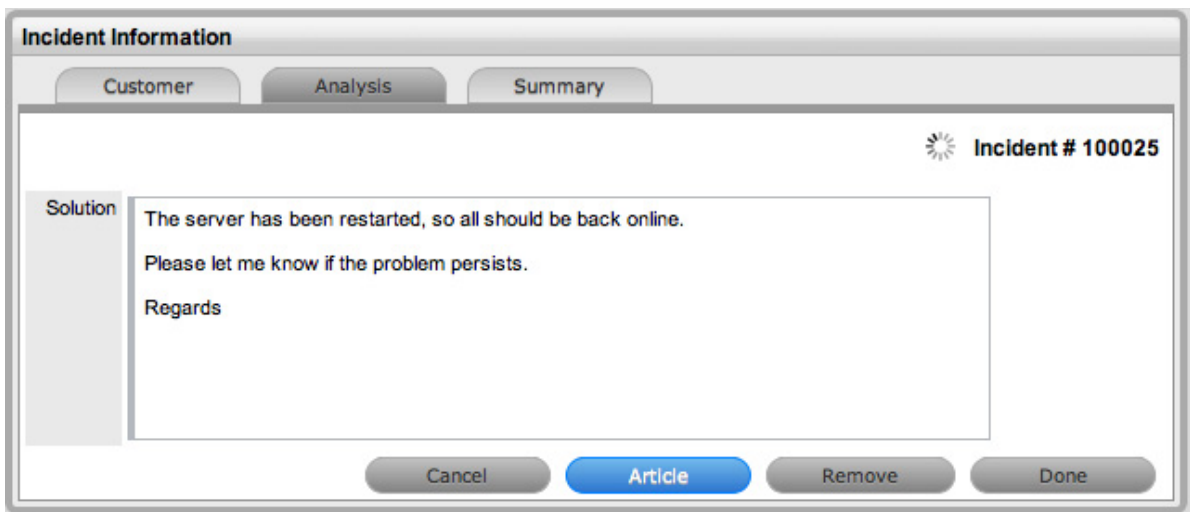 Incident Information
Customer Analysis Summary
Incident # 100025
Solution
The server has been restarted, so all should be back online.
Please let me know if the problem persists.
Regards
Cancel Article Remove Done